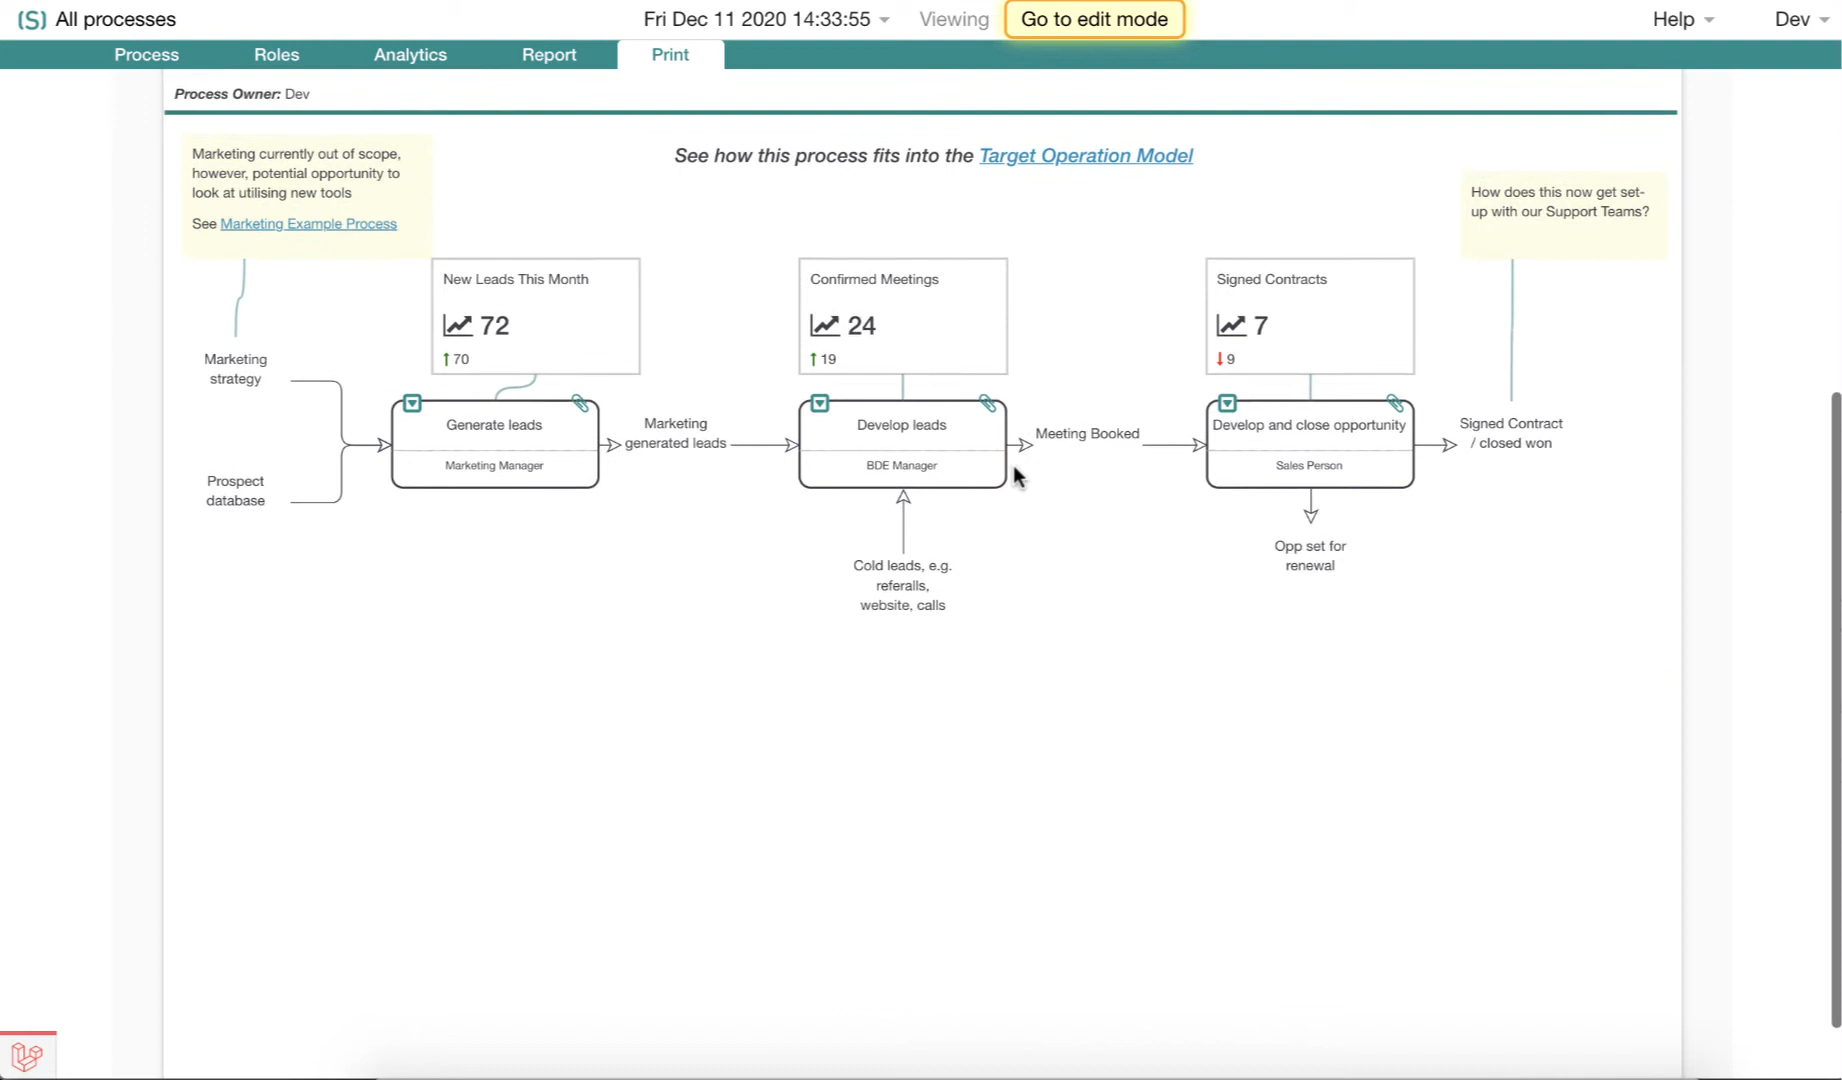 (S) All processes
Fri Dec 11 2020 14:33:55
Viewing
Go to edit mode
Help
Dev
Process
Roles
Analytics
Report
Print
Process Owner: Dev
Marketing currently out of scope,
however, potential opportunity to
look at utilising new tools
See Marketing Example Process
See how this process fits into the Target Operation Model
How does this now get set-
up with our Support Teams?
New Leads This Month
72
70
Confirmed Meetings
24
19
Signed Contracts
7
9
Marketing
strategy
Prospect
database
Generate leads
Marketing Manager
Marketing
generated leads
Develop leads
BDE Manager
Meeting Booked
Develop and close opportunity
Sales Person
Signed Contract
/ closed won
Cold leads, e.g.
referalls,
website, calls
Opp set for
renewal